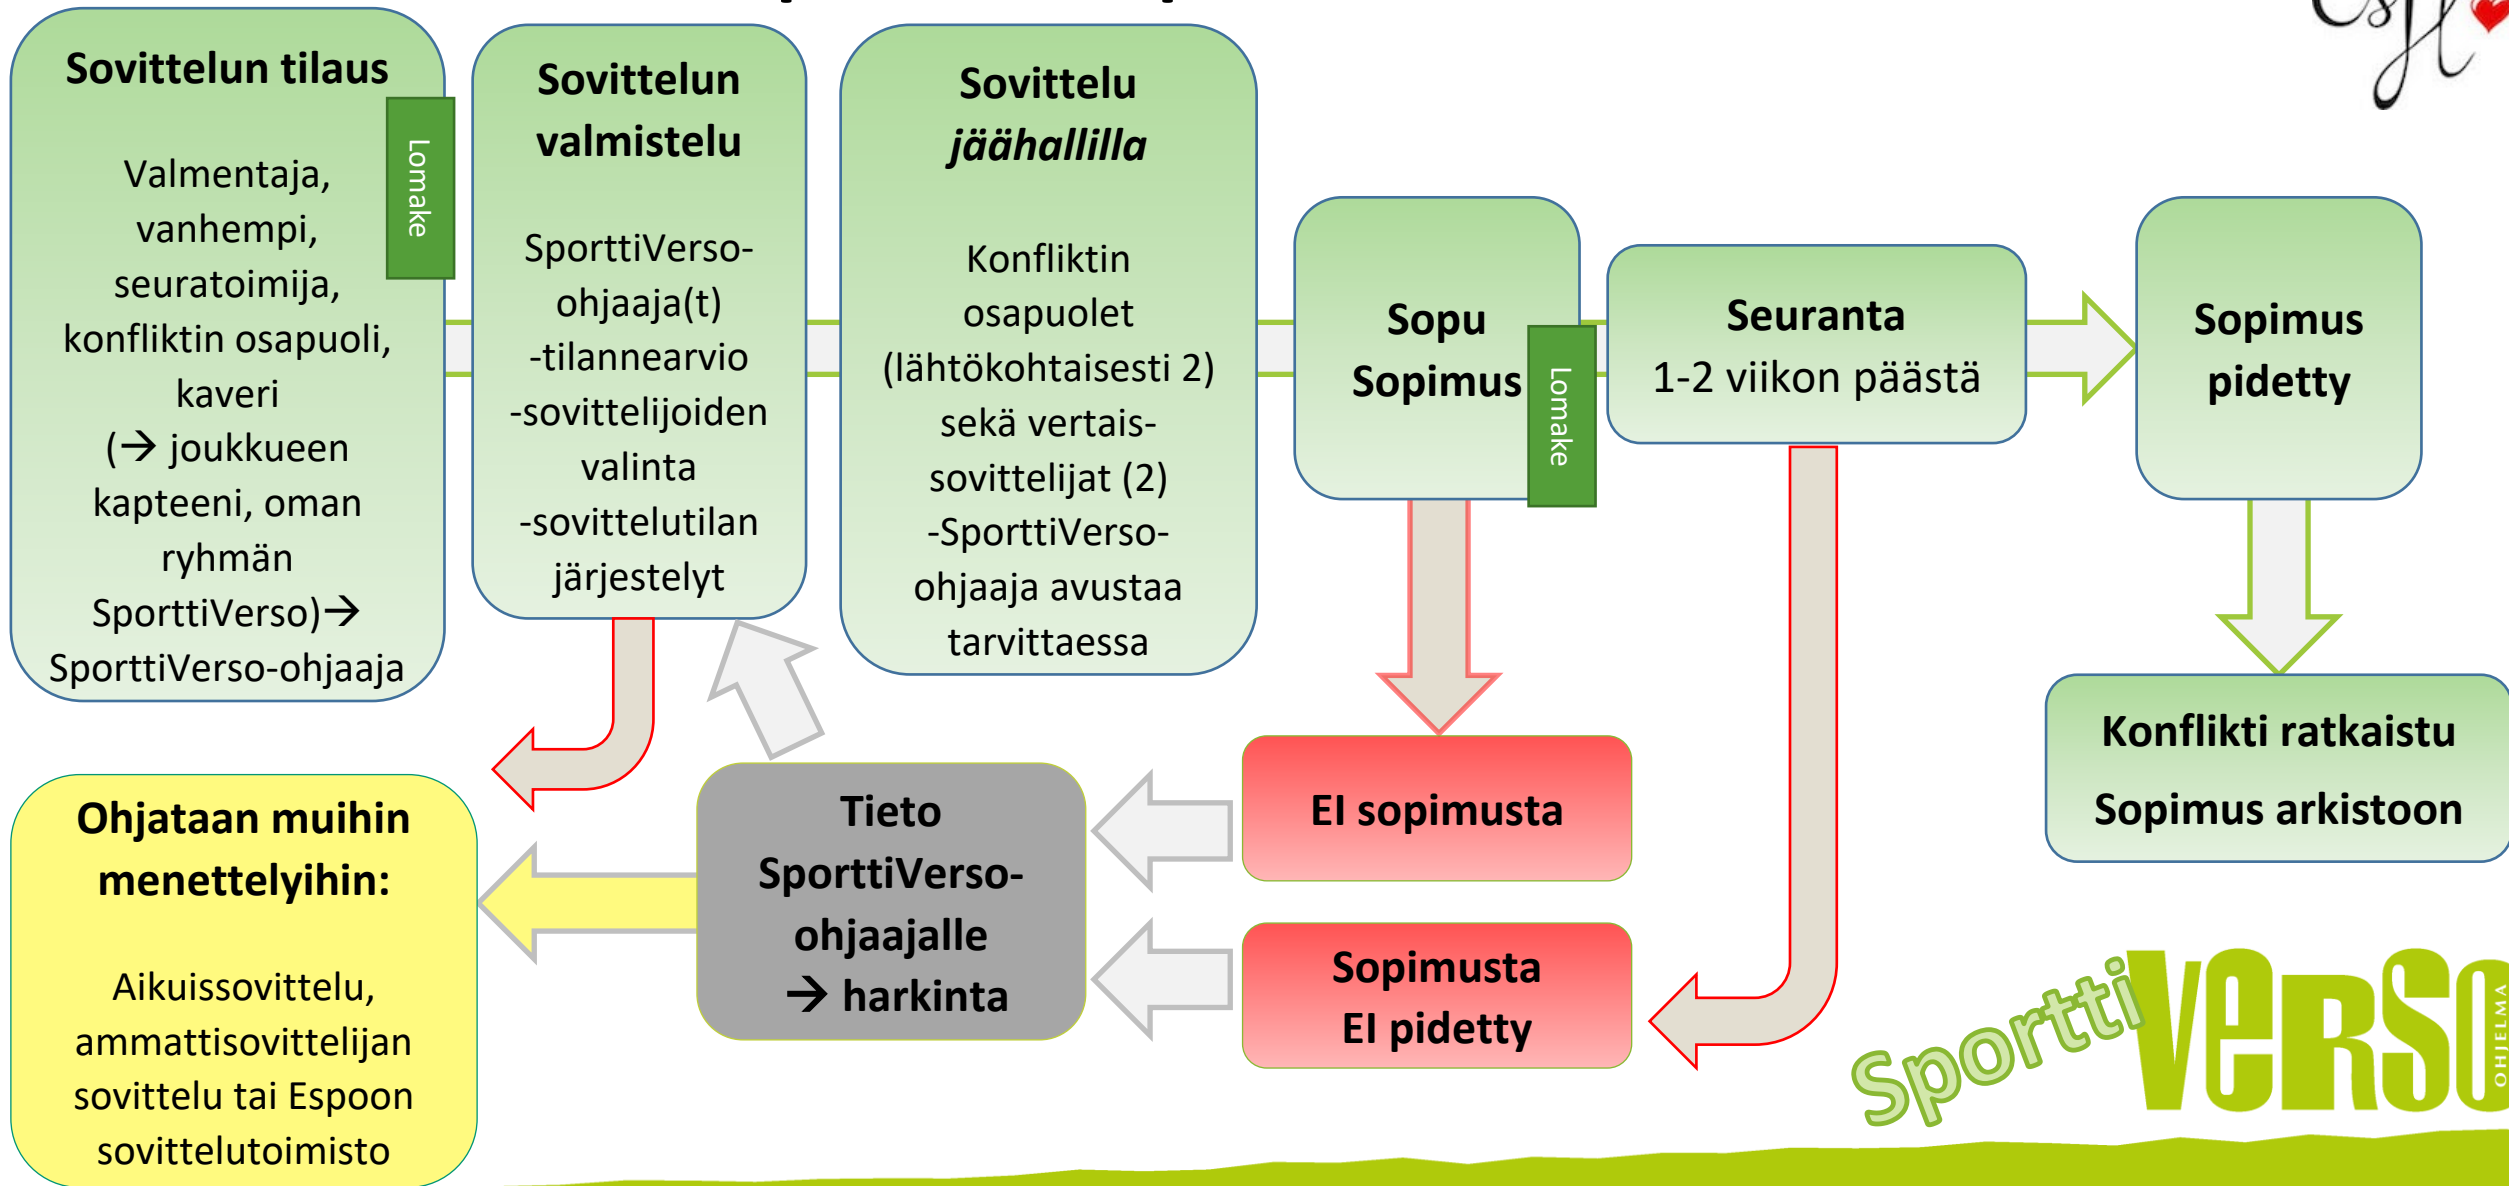 Sovittelun tilaus
Valmentaja,
vanhempi,
seuratoimija,
konfliktin osapuoli,
kaveri
(→ joukkueen
kapteeni, oman
ryhmän
SporttiVerso)→
SporttiVerso-ohjaaja
Lomake
Sovittelun
valmistelu
SporttiVerso-
ohjaaja(t)
-tilannearvio
-sovittelijoiden
valinta
-sovittelutilan
järjestelyt
Sovittelu
jäähallilla
Konfliktin
osapuolet
(lähtökohtaisesti 2)
sekä vertais-
sovittelijat (2)
-SporttiVerso-
ohjaaja avustaa
tarvittaessa
Sopu
Sopimus
Lomake
Seuranta
1-2 viikon päästä
Sopimus
pidetty
Konflikti ratkaistu
Sopimus arkistoon
EI sopimusta
Sopimusta
EI pidetty
Tieto
SporttiVerso-
ohjaajalle
→ harkinta
Ohjataan muihin
menettelyihin:
Aikuissovittelu,
ammattisovittelijan
sovittelu tai Espoon
sovittelutoimisto
Sportti
VERSO
OHJELMA